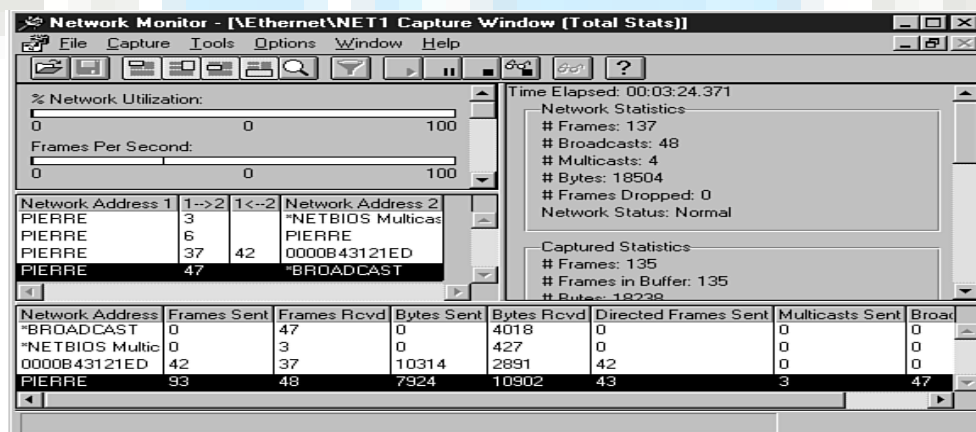 Network Monitor - [\Ethernet\NET1 Capture Window (Total Stats)]
File Capture Tools Options Window Help
?
% Network Utilization:
0 0 100
Frames Per Second:
0 0 100
Time Elapsed: 00:03:24.371
Network Statistics
# Frames: 137
# Broadcasts: 48
# Multicasts: 4
# Bytes: 18504
# Frames Dropped: 0
Network Status: Normal
Captured Statistics
# Frames: 135
# Frames in Buffer: 135
# Bytes: 18238
Network Address 1 1-->2 1<--2 Network Address 2
PIERRE 3 *NETBIOS Multicas
PIERRE 6 PIERRE
PIERRE 37 42 0000B43121ED
PIERRE 47 *BROADCAST
Network Address Frames Sent Frames Rcvd Bytes Sent Bytes Rcvd Directed Frames Sent Multicasts Sent Broad
*BROADCAST 0 47 0 4018 0 0 0
*NETBIOS Multic 0 3 0 427 0 0 0
0000B43121ED 42 37 10314 2891 42 0 0
PIERRE 93 48 7924 10902 43 3 47